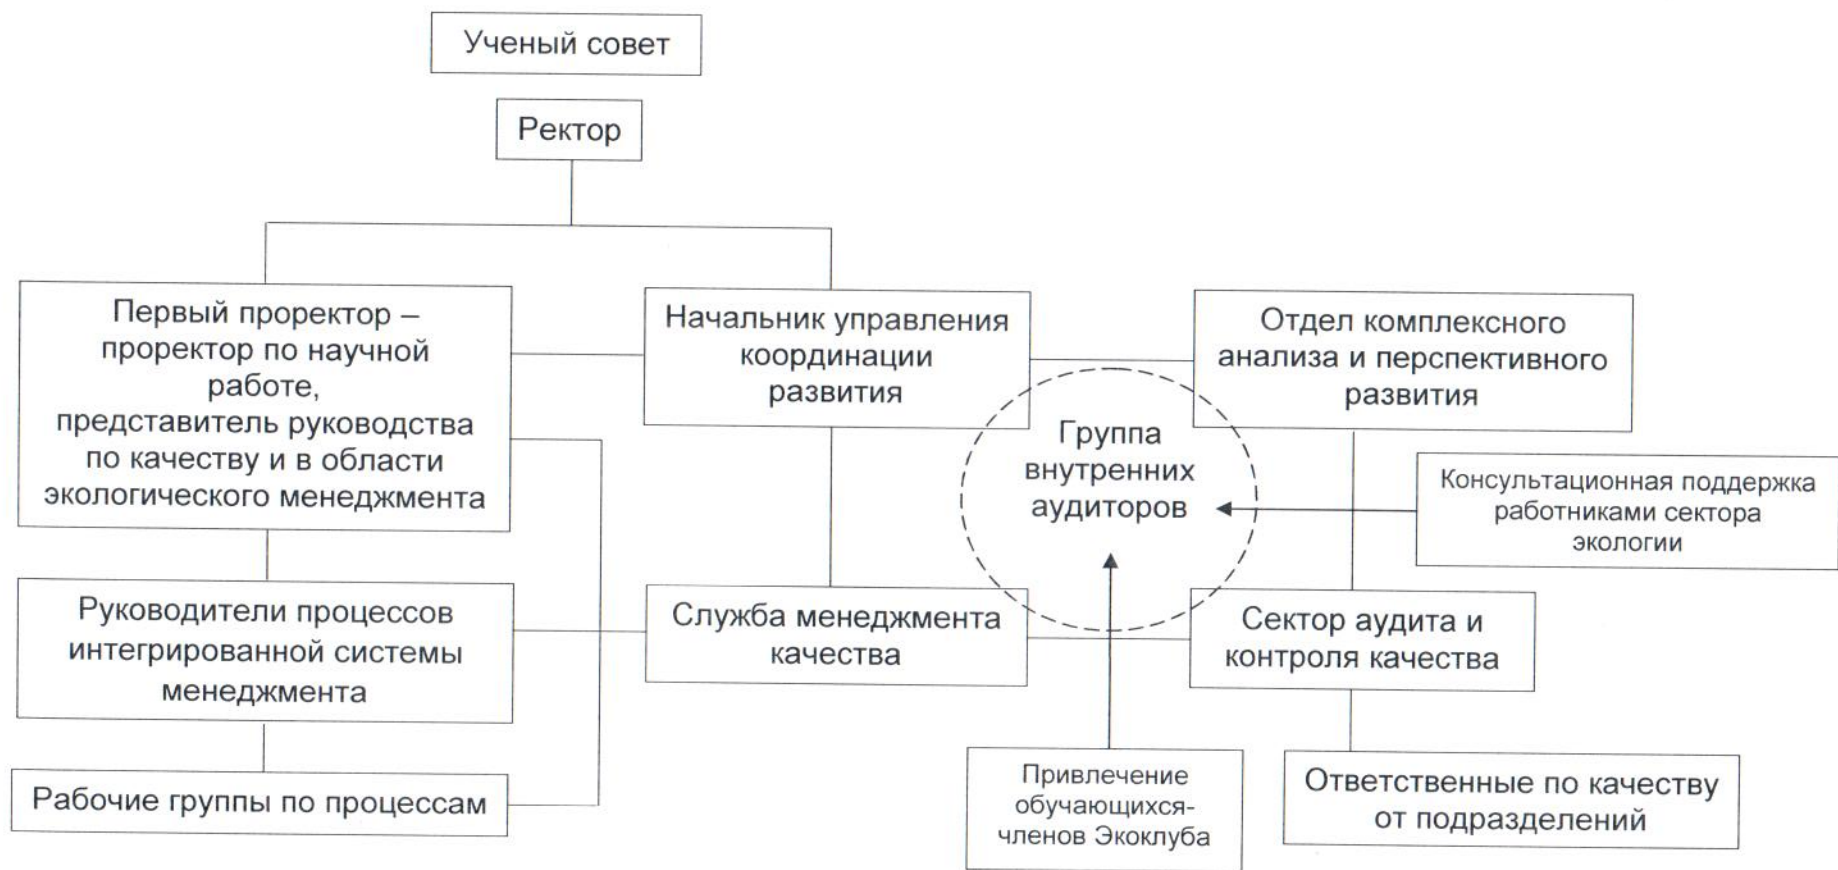 Ученый совет
Ректор
Первый проректор –
проректор по научной
работе,
представитель руководства
по качеству и в области
экологического менеджмента
Начальник управления
координации
развития
Отдел комплексного
анализа и перспективного
развития
Группа
внутренних
аудиторов
Консультационная поддержка
работниками сектора
экологии
Руководители процессов
интегрированной системы
менеджмента
Служба менеджмента
качества
Сектор аудита и
контроля качества
Рабочие группы по процессам
Привлечение
обучающихся-
членов Экоклуба
Ответственные по качеству
от подразделений